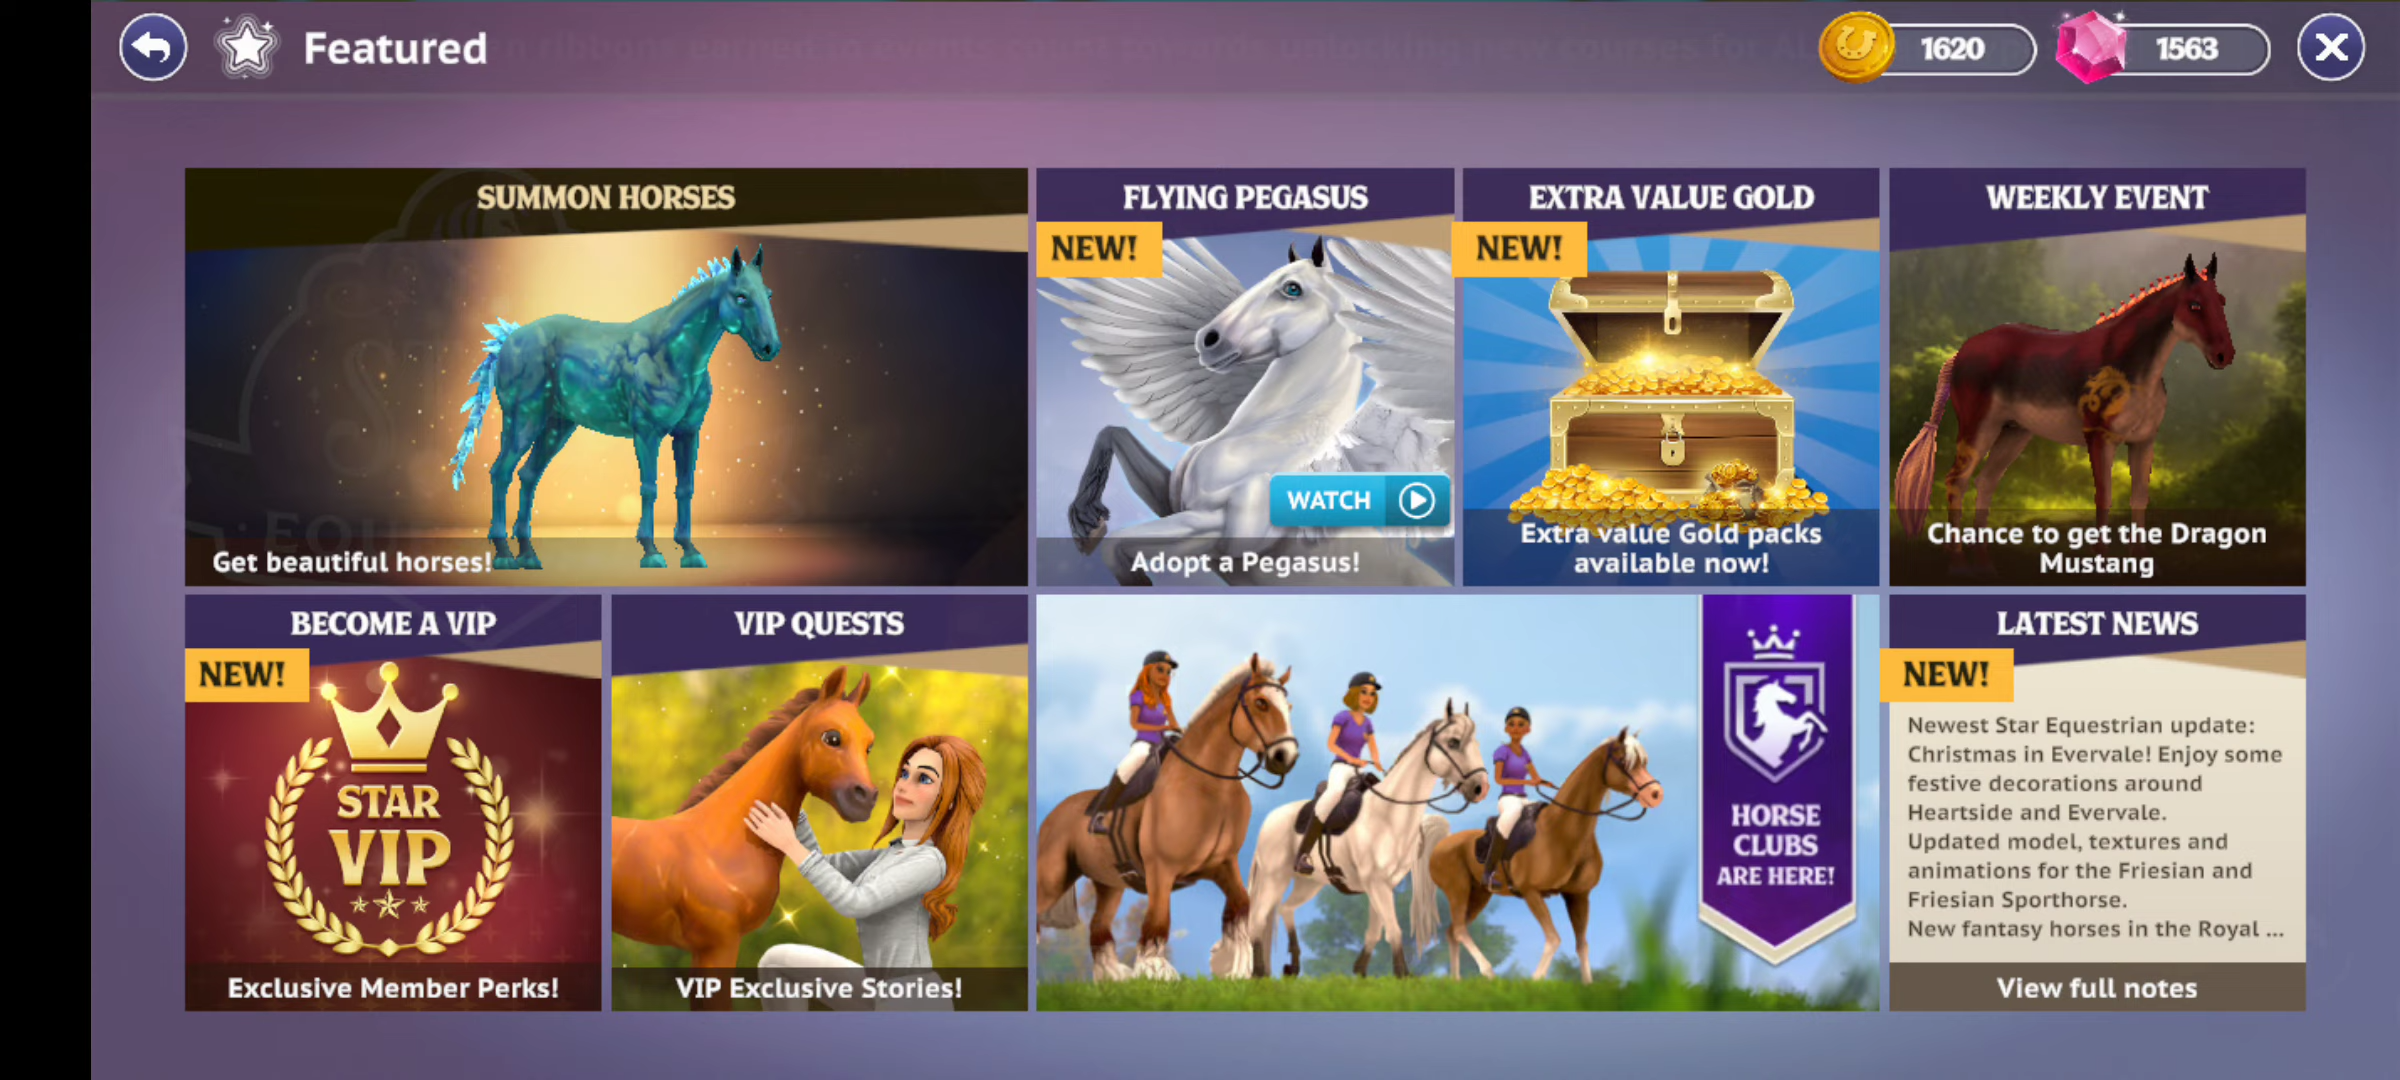 Featured
1620
1563
SUMMON HORSES
Get beautiful horses!
FLYING PEGASUS
NEW!
WATCH
Adopt a Pegasus!
EXTRA VALUE GOLD
NEW!
Extra value Gold packs
available now!
WEEKLY EVENT
Chance to get the Dragon
Mustang
BECOME A VIP
NEW!
STAR
VIP
Exclusive Member Perks!
VIP QUESTS
VIP Exclusive Stories!
HORSE
CLUBS
ARE HERE!
LATEST NEWS
NEW!
Newest Star Equestrian update:
Christmas in Evervale! Enjoy some
festive decorations around
Heartside and Evervale.
Updated model, textures and
animations for the Friesian and
Friesian Sporthorse.
New fantasy horses in the Royal ...
View full notes